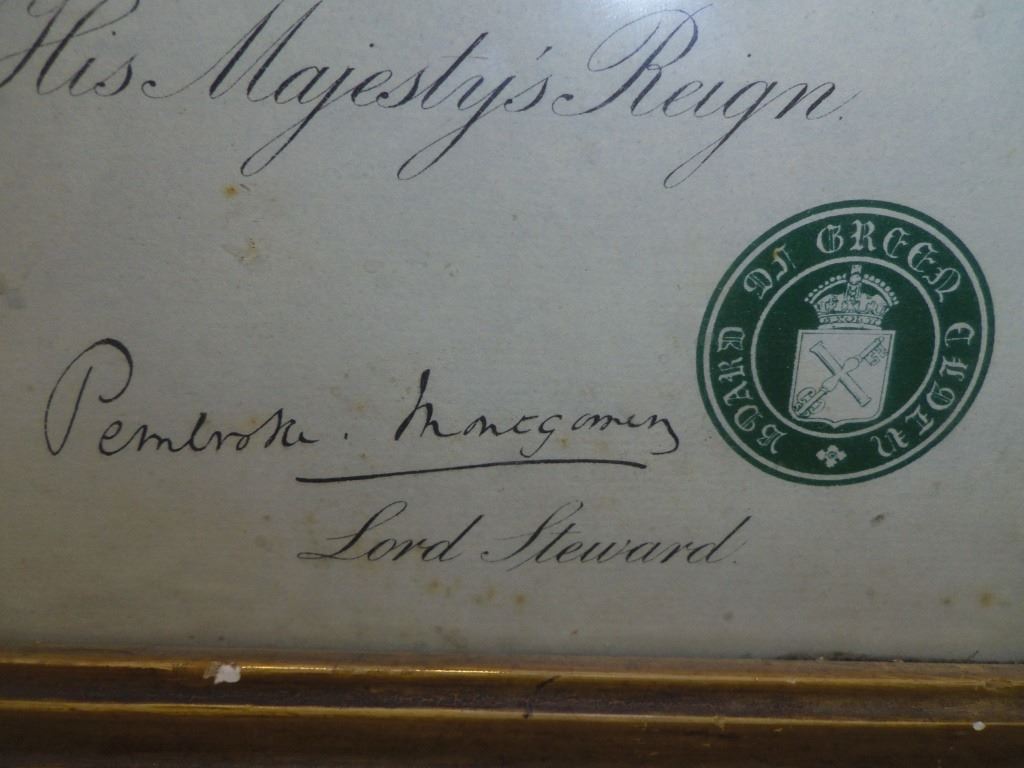 His Majesty's Reign.
BOARD OF GREEN CLOTH
Pembroke. Montgomery
Lord Steward.